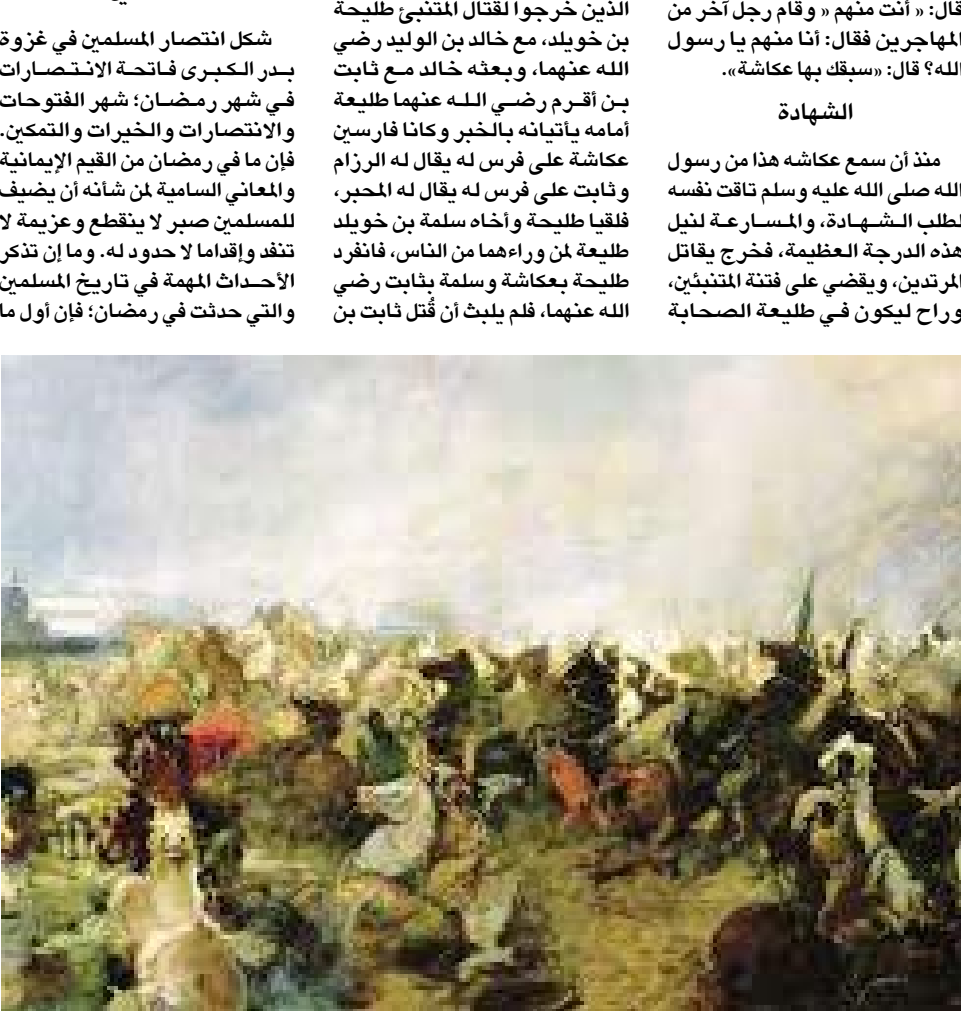 قال: « أنت منهم « وقام رجل آخر من
المهاجرين فقال: أنا منهم يا رسول
الله؟ قال: «سبقك بها عكاشة».
الشهادة
منذ أن سمع عكاشه هذا من رسول
الله صلى الله عليه وسلم تاقت نفسه
لطلب الشهادة، والمسارعة لنيل
هذه الدرجة العظيمة، فخرج يقاتل
المرتدين، ويقضي على فتنة المتنبئين،
وراح ليكون في طليعة الصحابة
الذين خرجوا لقتال المتنبئ طليحة
بن خويلد، مع خالد بن الوليد رضي
الله عنهما، وبعثه خالد مع ثابت
بن أقرم رضي الله عنهما طليعة
أمامه يأتيانه بالخبر وكانا فارسين
عكاشة على فرس له يقال له الرزام
وثابت على فرس له يقال له المحبر،
فلقيا طليحة وأخاه سلمة بن خويلد
طليعة لمن وراءهما من الناس، فانفرد
طليحة بعكاشة وسلمة بثابت رضي
الله عنهما، فلم يلبث أن قُتل ثابت بن
شكل انتصار المسلمين في غزوة
بدر الكبرى فاتحة الانتصارات
في شهر رمضان؛ شهر الفتوحات
والانتصارات والخيرات والتمكين.
فإن ما في رمضان من القيم الإيمانية
والمعاني السامية لمن شأنه أن يضيف
للمسلمين صبر لا ينقطع وعزيمة لا
تنفد وإقداما لا حدود له. وما إن تذكر
الأحداث المهمة في تاريخ المسلمين
والتي حدثت في رمضان؛ فإن أول ما